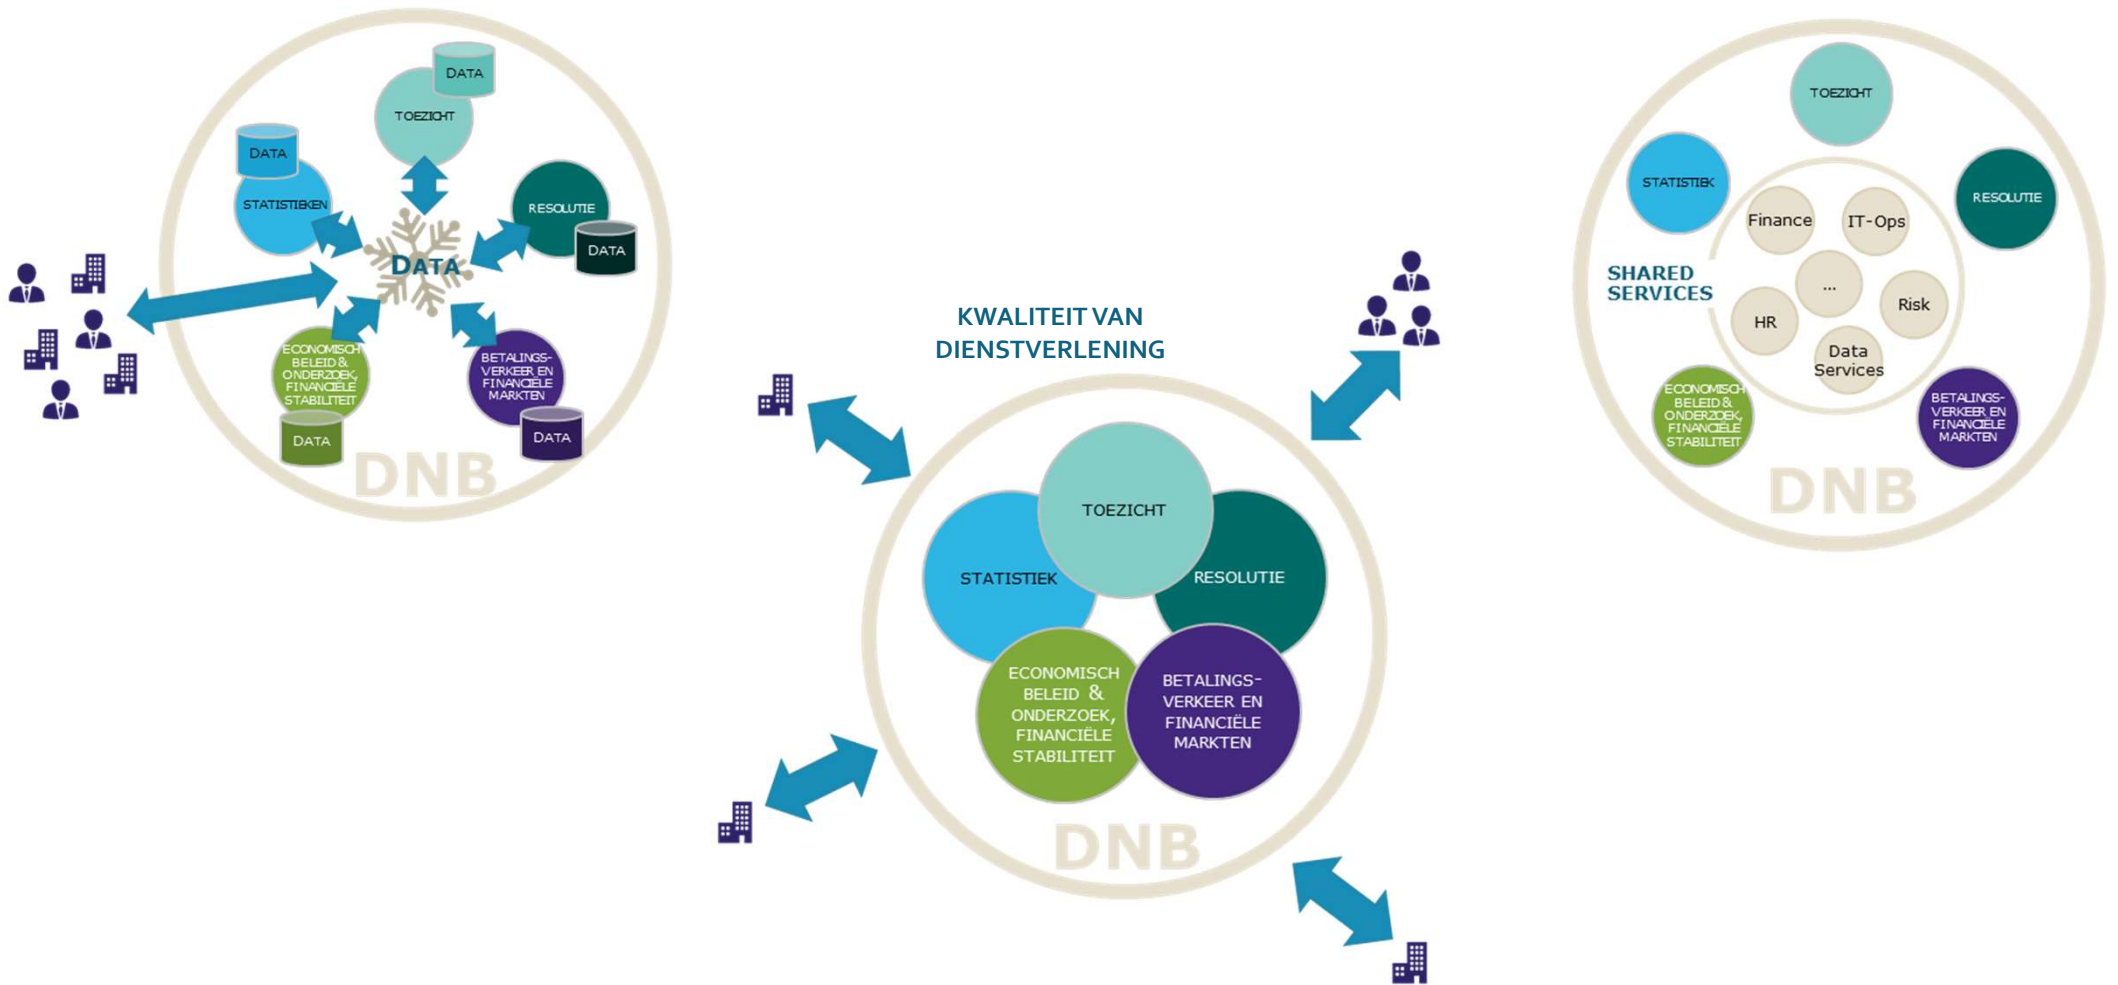 DATA
TOEZICHT
DATA
STATISTIEKEN
RESOLUTIE
DATA
DATA
ECONOMISCH
BELEID &
ONDERZOEK,
FINANCIËLE
STABILITEIT
DATA
BETALINGS-
VERKEER EN
FINANCIËLE
MARKTEN
DATA
DNB
KWALITEIT VAN
DIENSTVERLENING
TOEZICHT
STATISTIEK
RESOLUTIE
ECONOMISCH
BELEID &
ONDERZOEK,
FINANCIËLE
STABILITEIT
BETALINGS-
VERKEER EN
FINANCIËLE
MARKTEN
DNB
TOEZICHT
STATISTIEK
RESOLUTIE
Finance
IT-Ops
SHARED
SERVICES
...
Risk
HR
Data
Services
ECONOMISCH
BELEID &
ONDERZOEK,
FINANCIËLE
STABILITEIT
BETALINGS-
VERKEER EN
FINANCIËLE
MARKTEN
DNB